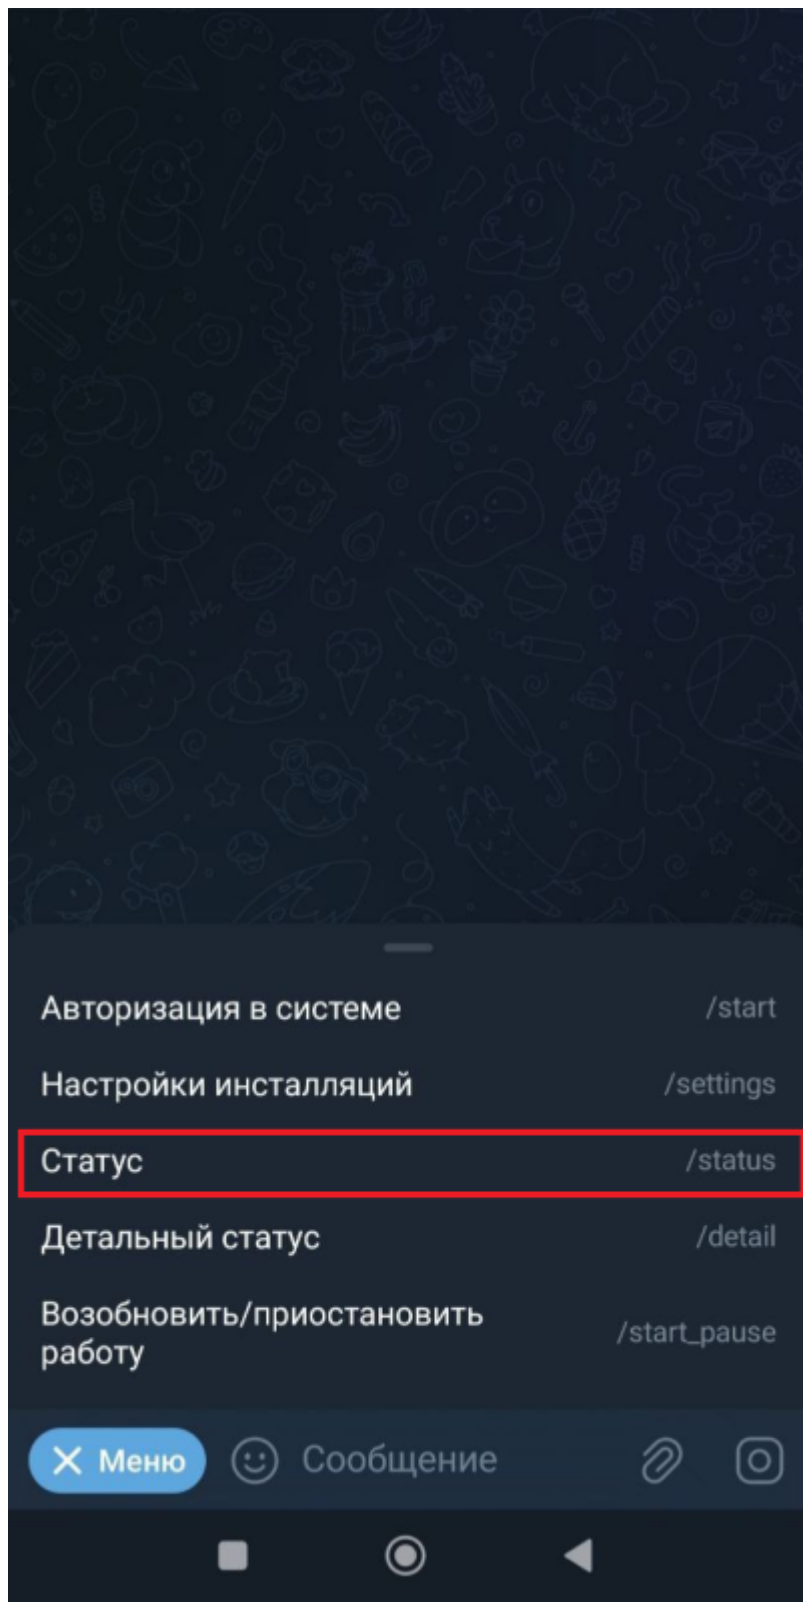 Авторизация в системе /start
Настройки инсталляций /settings
Статус /status
Детальный статус /detail
Возобновить/приостановить
работу /start_pause
Меню Сообщение